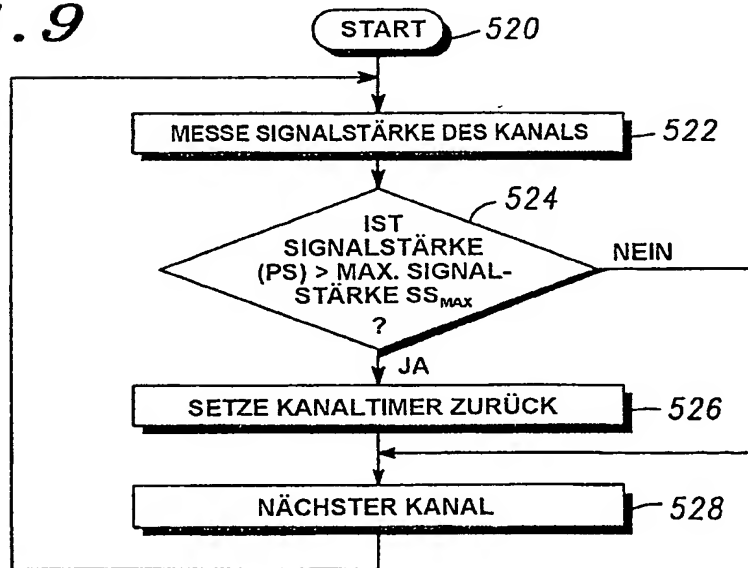 .9
START
520
MESSE SIGNALSTÄRKE DES KANALS
522
524
IST
SIGNALSTÄRKE
(PS) > MAX. SIGNAL-
STÄRKE SS_MAX
?
NEIN
JA
SETZE KANALTIMER ZURÜCK
526
NÄCHSTER KANAL
528